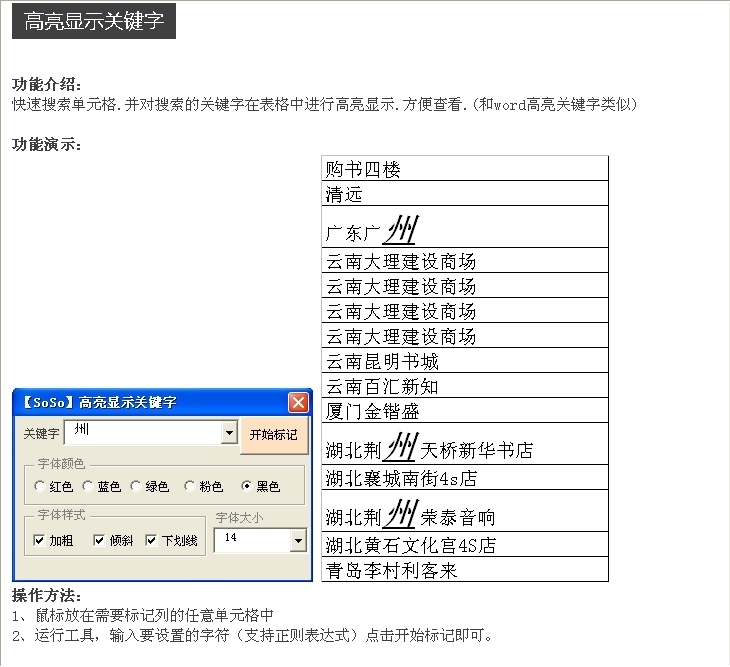 高亮显示关键字
功能介绍:
快速搜索单元格.并对搜索的关键字在表格中进行高亮显示.方便查看.(和word高亮关键字类似)
功能演示:
购书四楼
清远
广东广州
云南大理建设商场
云南大理建设商场
云南大理建设商场
云南大理建设商场
云南昆明书城
云南百汇新知
厦门金锴盛
湖北荆州天桥新华书店
湖北襄城南街4s店
湖北荆州荣泰音响
湖北黄石文化宫4S店
青岛李村利客来
【SoSo】高亮显示关键字
关键字 州 开始标记
字体颜色
红色 蓝色 绿色 粉色 黑色
字体样式 字体大小
加粗 倾斜 下划线 14
操作方法:
1、鼠标放在需要标记列的任意单元格中
2、运行工具，输入要设置的字符（支持正则表达式）点击开始标记即可。